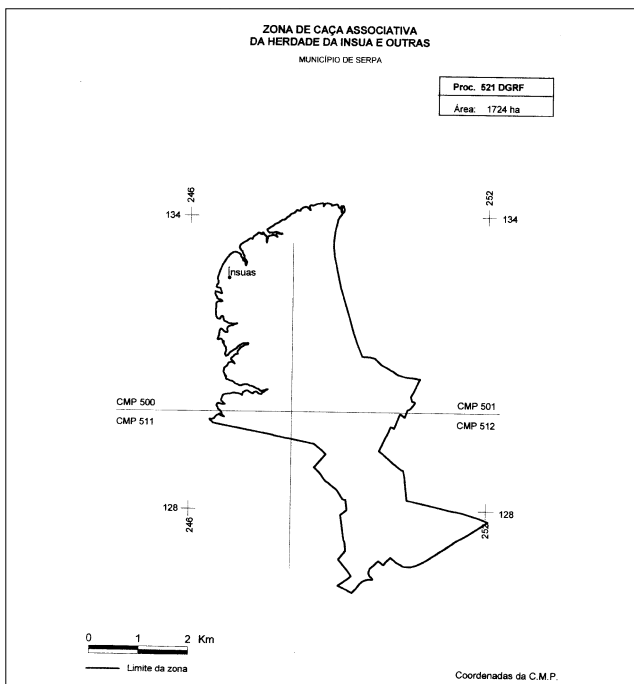 ZONA DE CAÇA ASSOCIATIVA
DA HERDADE DA INSUA E OUTRAS
MUNICÍPIO DE SERPA
Proc. 521 DGRF
Área: 1724 ha
246
252
134
134
Ínsuas
CMP 500
CMP 501
CMP 511
CMP 512
128
128
246
252
0 1 2 Km
Limite da zona
Coordenadas da C.M.P.